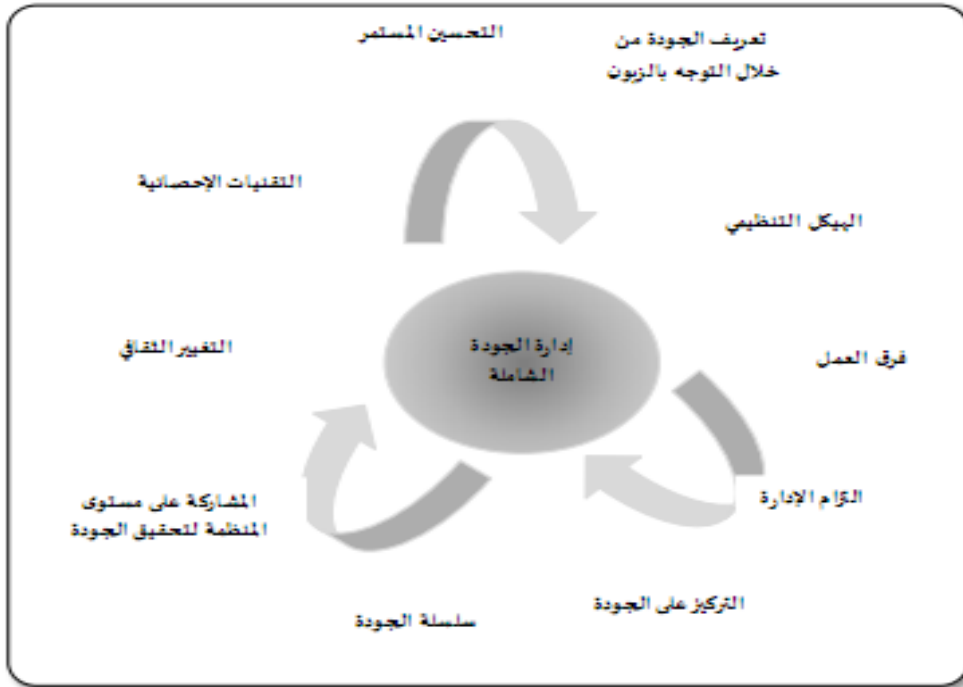 تعريف الجودة من
خلال التوجه بالزبون
التحسين المستمر
التقنيات الإحصائية
الهيكل التنظيمي
إدارة الجودة
الشاملة
التغيير الثقافي
فرق العمل
المشاركة على مستوى
المنظمة لتحقيق الجودة
التزام الإدارة
التركيز على الجودة
سلسلة الجودة